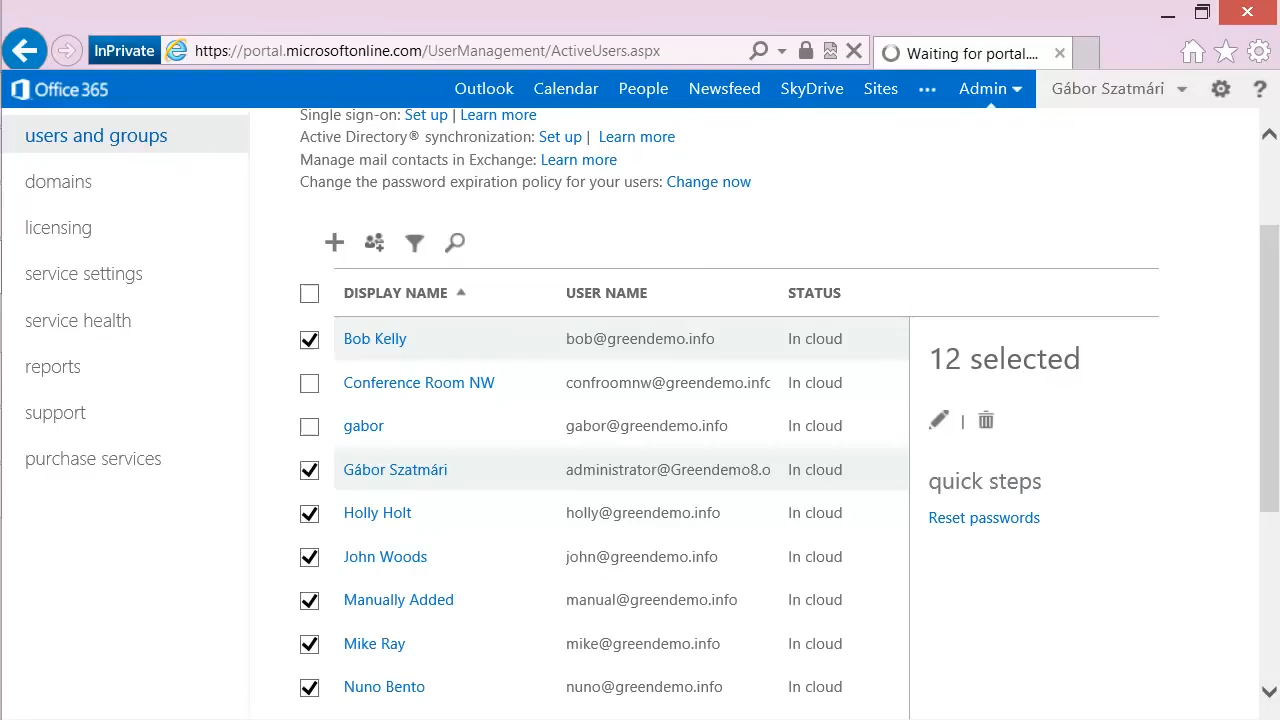 InPrivate https://portal.microsoftonline.com/UserManagement/ActiveUsers.aspx Waiting for portal....
Office 365 Outlook Calendar People Newsfeed SkyDrive Sites ... Admin Gábor Szatmári ?
users and groups
domains
licensing
service settings
service health
reports
support
purchase services
Single sign-on: Set up | Learn more
Active Directory® synchronization: Set up | Learn more
Manage mail contacts in Exchange: Learn more
Change the password expiration policy for your users: Change now
DISPLAY NAME USER NAME STATUS
Bob Kelly bob@greendemo.info In cloud
Conference Room NW confroomnw@greendemo.info In cloud
gabor gabor@greendemo.info In cloud
Gábor Szatmári administrator@Greendemo8.o In cloud
Holly Holt holly@greendemo.info In cloud
John Woods john@greendemo.info In cloud
Manually Added manual@greendemo.info In cloud
Mike Ray mike@greendemo.info In cloud
Nuno Bento nuno@greendemo.info In cloud
12 selected
|
quick steps
Reset passwords